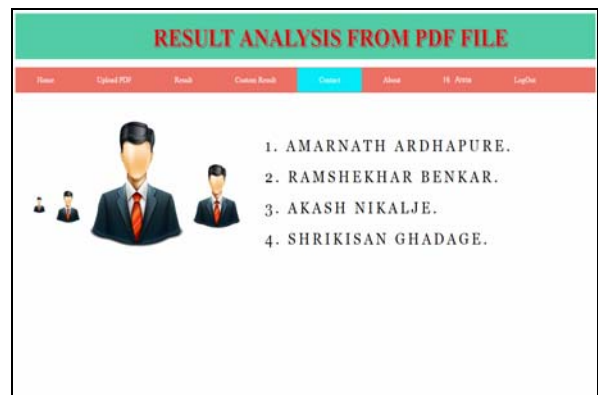 RESULT ANALYSIS FROM PDF FILE
Home Upload PDF Result Custom Result Contact About Hi LogOut
1. AMARNATH ARDHAPURE.
2. RAMSHEKHAR BENKAR.
3. AKASH NIKALJE.
4. SHRIKISAN GHADAGE.